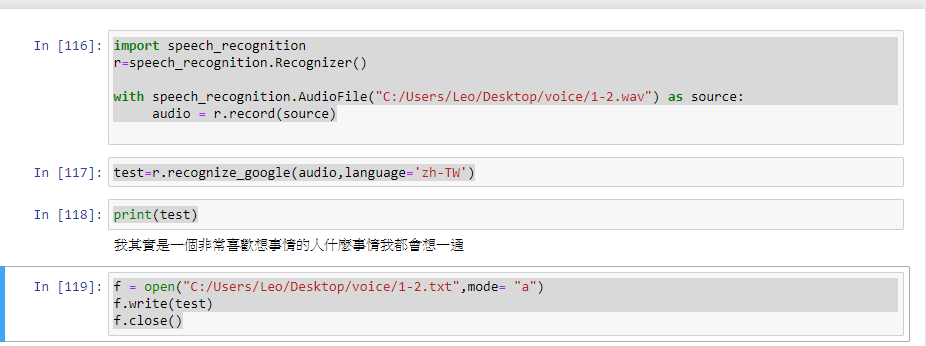 In [116]: import speech_recognition
r=speech_recognition.Recognizer()
with speech_recognition.AudioFile("C:/Users/Leo/Desktop/voice/1-2.wav") as source:
audio = r.record(source)
In [117]: test=r.recognize_google(audio,language='zh-TW')
In [118]: print(test)
我其實是一個非常喜歡想事情的人什麼事情我都會想一遍
In [119]: f = open("C:/Users/Leo/Desktop/voice/1-2.txt",mode= "a")
f.write(test)
f.close()